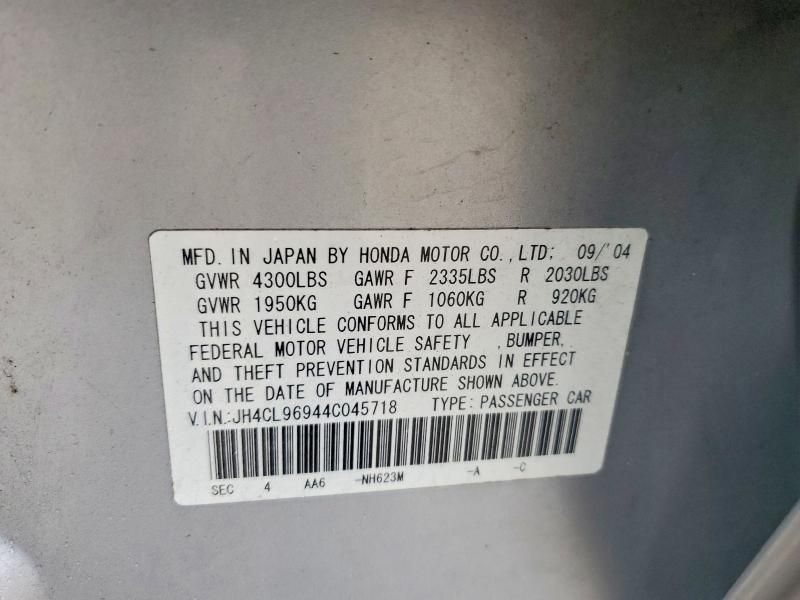 MFD. IN JAPAN BY HONDA MOTOR CO., LTD; 09/'04
GVWR 4300LBS GAWR F 2335LBS R 2030LBS
GVWR 1950KG GAWR F 1060KG R 920KG
THIS VEHICLE CONFORMS TO ALL APPLICABLE
FEDERAL MOTOR VEHICLE SAFETY , BUMPER,
AND THEFT PREVENTION STANDARDS IN EFFECT
ON THE DATE OF MANUFACTURE SHOWN ABOVE.
V.I.N.:JH4CL96944C045718 TYPE: PASSENGER CAR
SEC 4 AA6 -NH623M -A -C